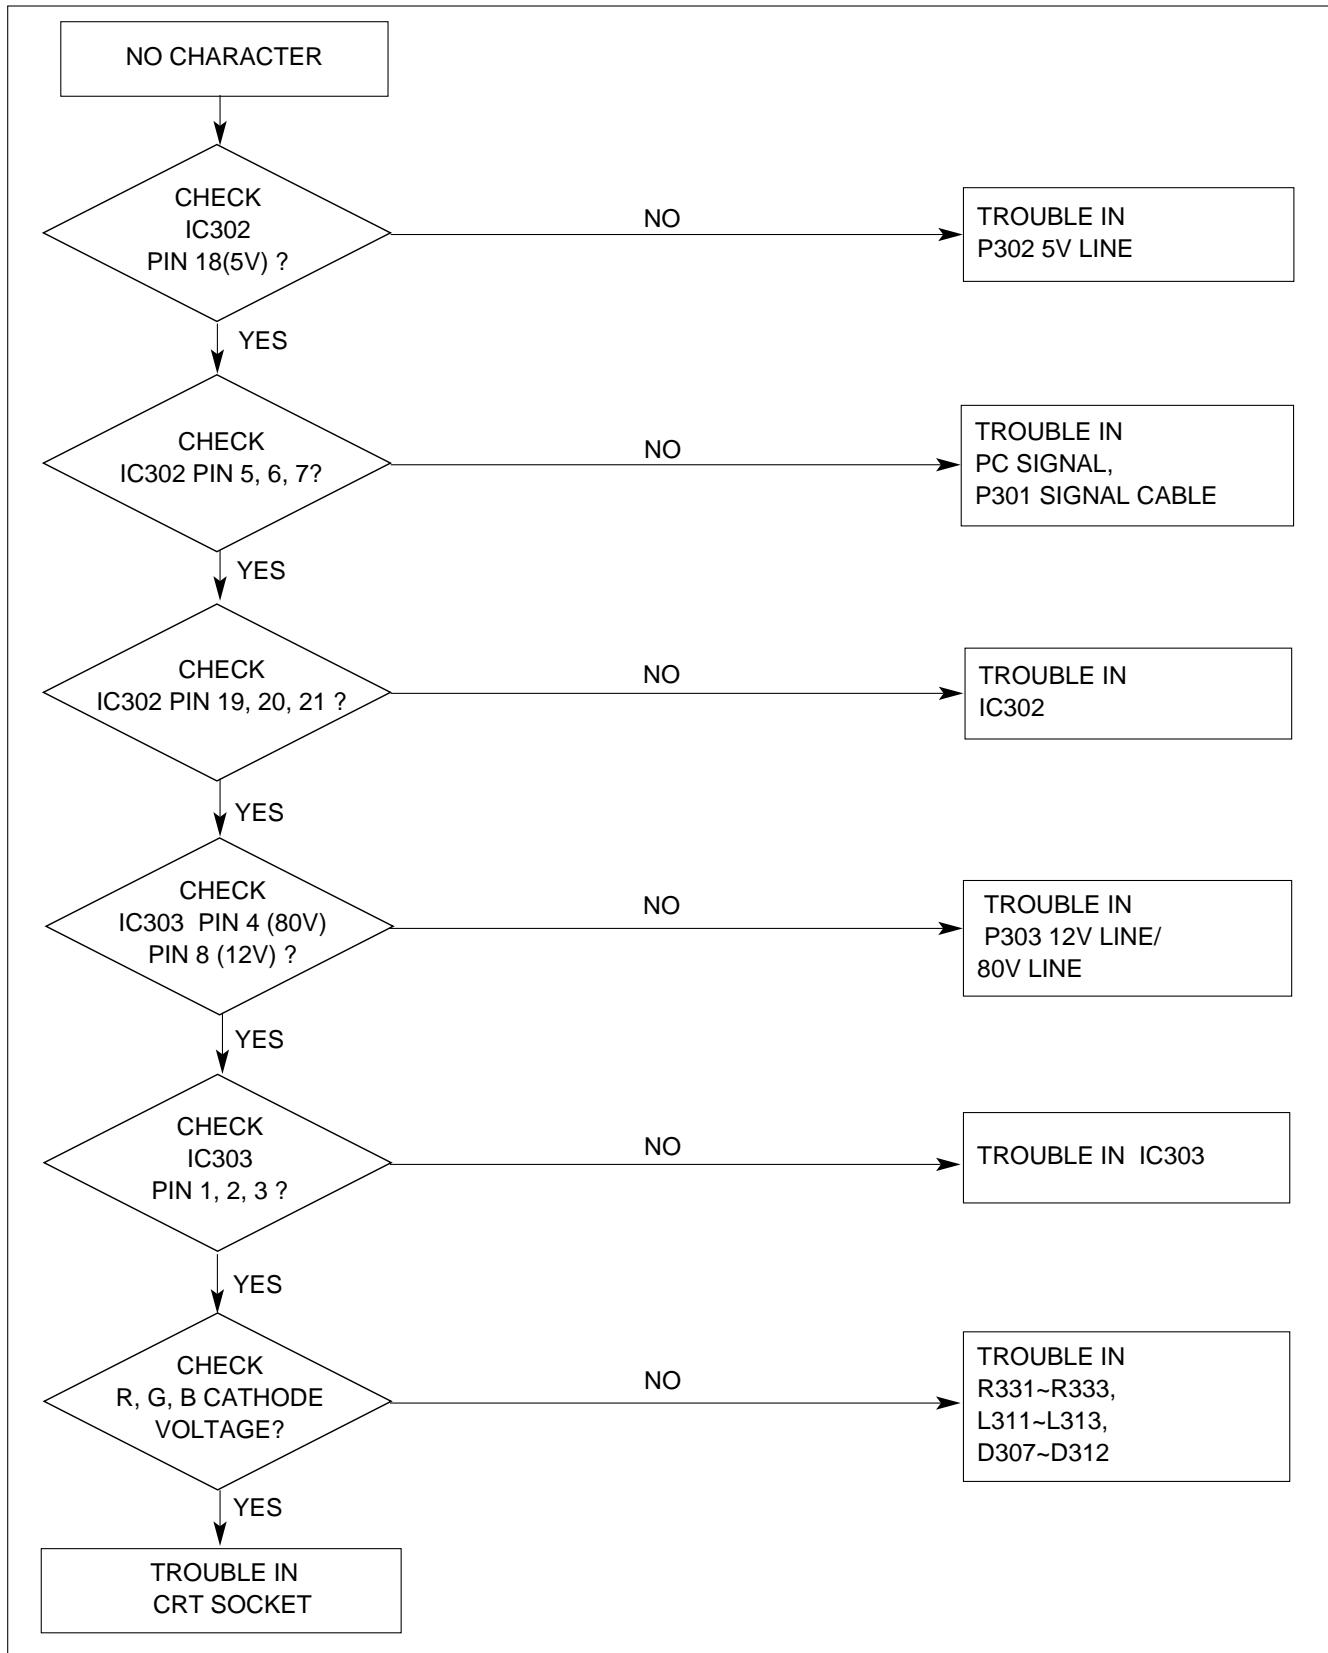 NO CHARACTER
CHECK
IC302
PIN 18(5V) ?
NO
TROUBLE IN
P302 5V LINE
YES
CHECK
IC302 PIN 5, 6, 7?
NO
TROUBLE IN
PC SIGNAL,
P301 SIGNAL CABLE
YES
CHECK
IC302 PIN 19, 20, 21 ?
NO
TROUBLE IN
IC302
YES
CHECK
IC303 PIN 4 (80V)
PIN 8 (12V) ?
NO
TROUBLE IN
P303 12V LINE/
80V LINE
YES
CHECK
IC303
PIN 1, 2, 3 ?
NO
TROUBLE IN IC303
YES
CHECK
R, G, B CATHODE
VOLTAGE?
NO
TROUBLE IN
R331~R333,
L311~L313,
D307~D312
YES
TROUBLE IN
CRT SOCKET